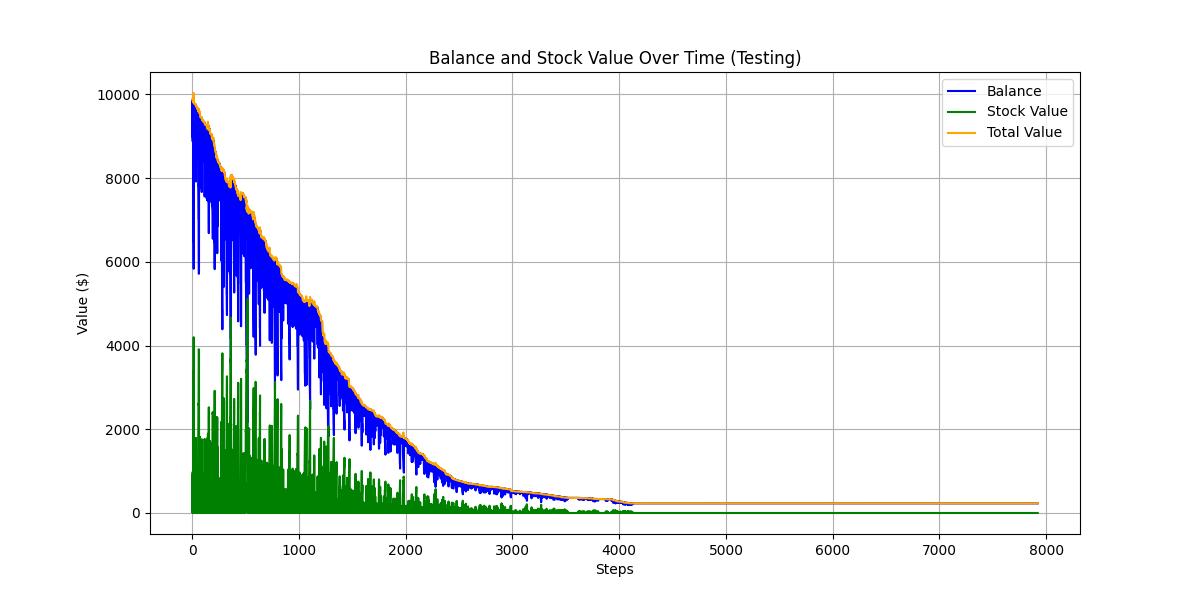 Balance and Stock Value Over Time (Testing)
Balance
Stock Value
Total Value
Value ($)
10000
8000
6000
4000
2000
0
0 1000 2000 3000 4000 5000 6000 7000 8000
Steps